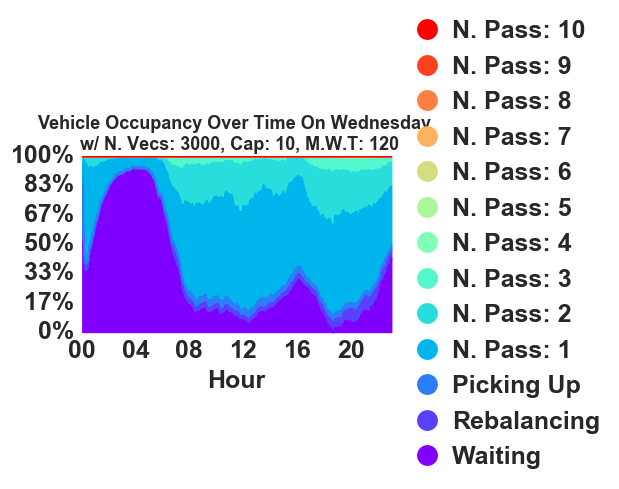 Vehicle Occupancy Over Time On Wednesday
w/ N. Vecs: 3000, Cap: 10, M.W.T: 120
100%
83%
67%
50%
33%
17%
0%
00 04 08 12 16 20
Hour
N. Pass: 10
N. Pass: 9
N. Pass: 8
N. Pass: 7
N. Pass: 6
N. Pass: 5
N. Pass: 4
N. Pass: 3
N. Pass: 2
N. Pass: 1
Picking Up
Rebalancing
Waiting